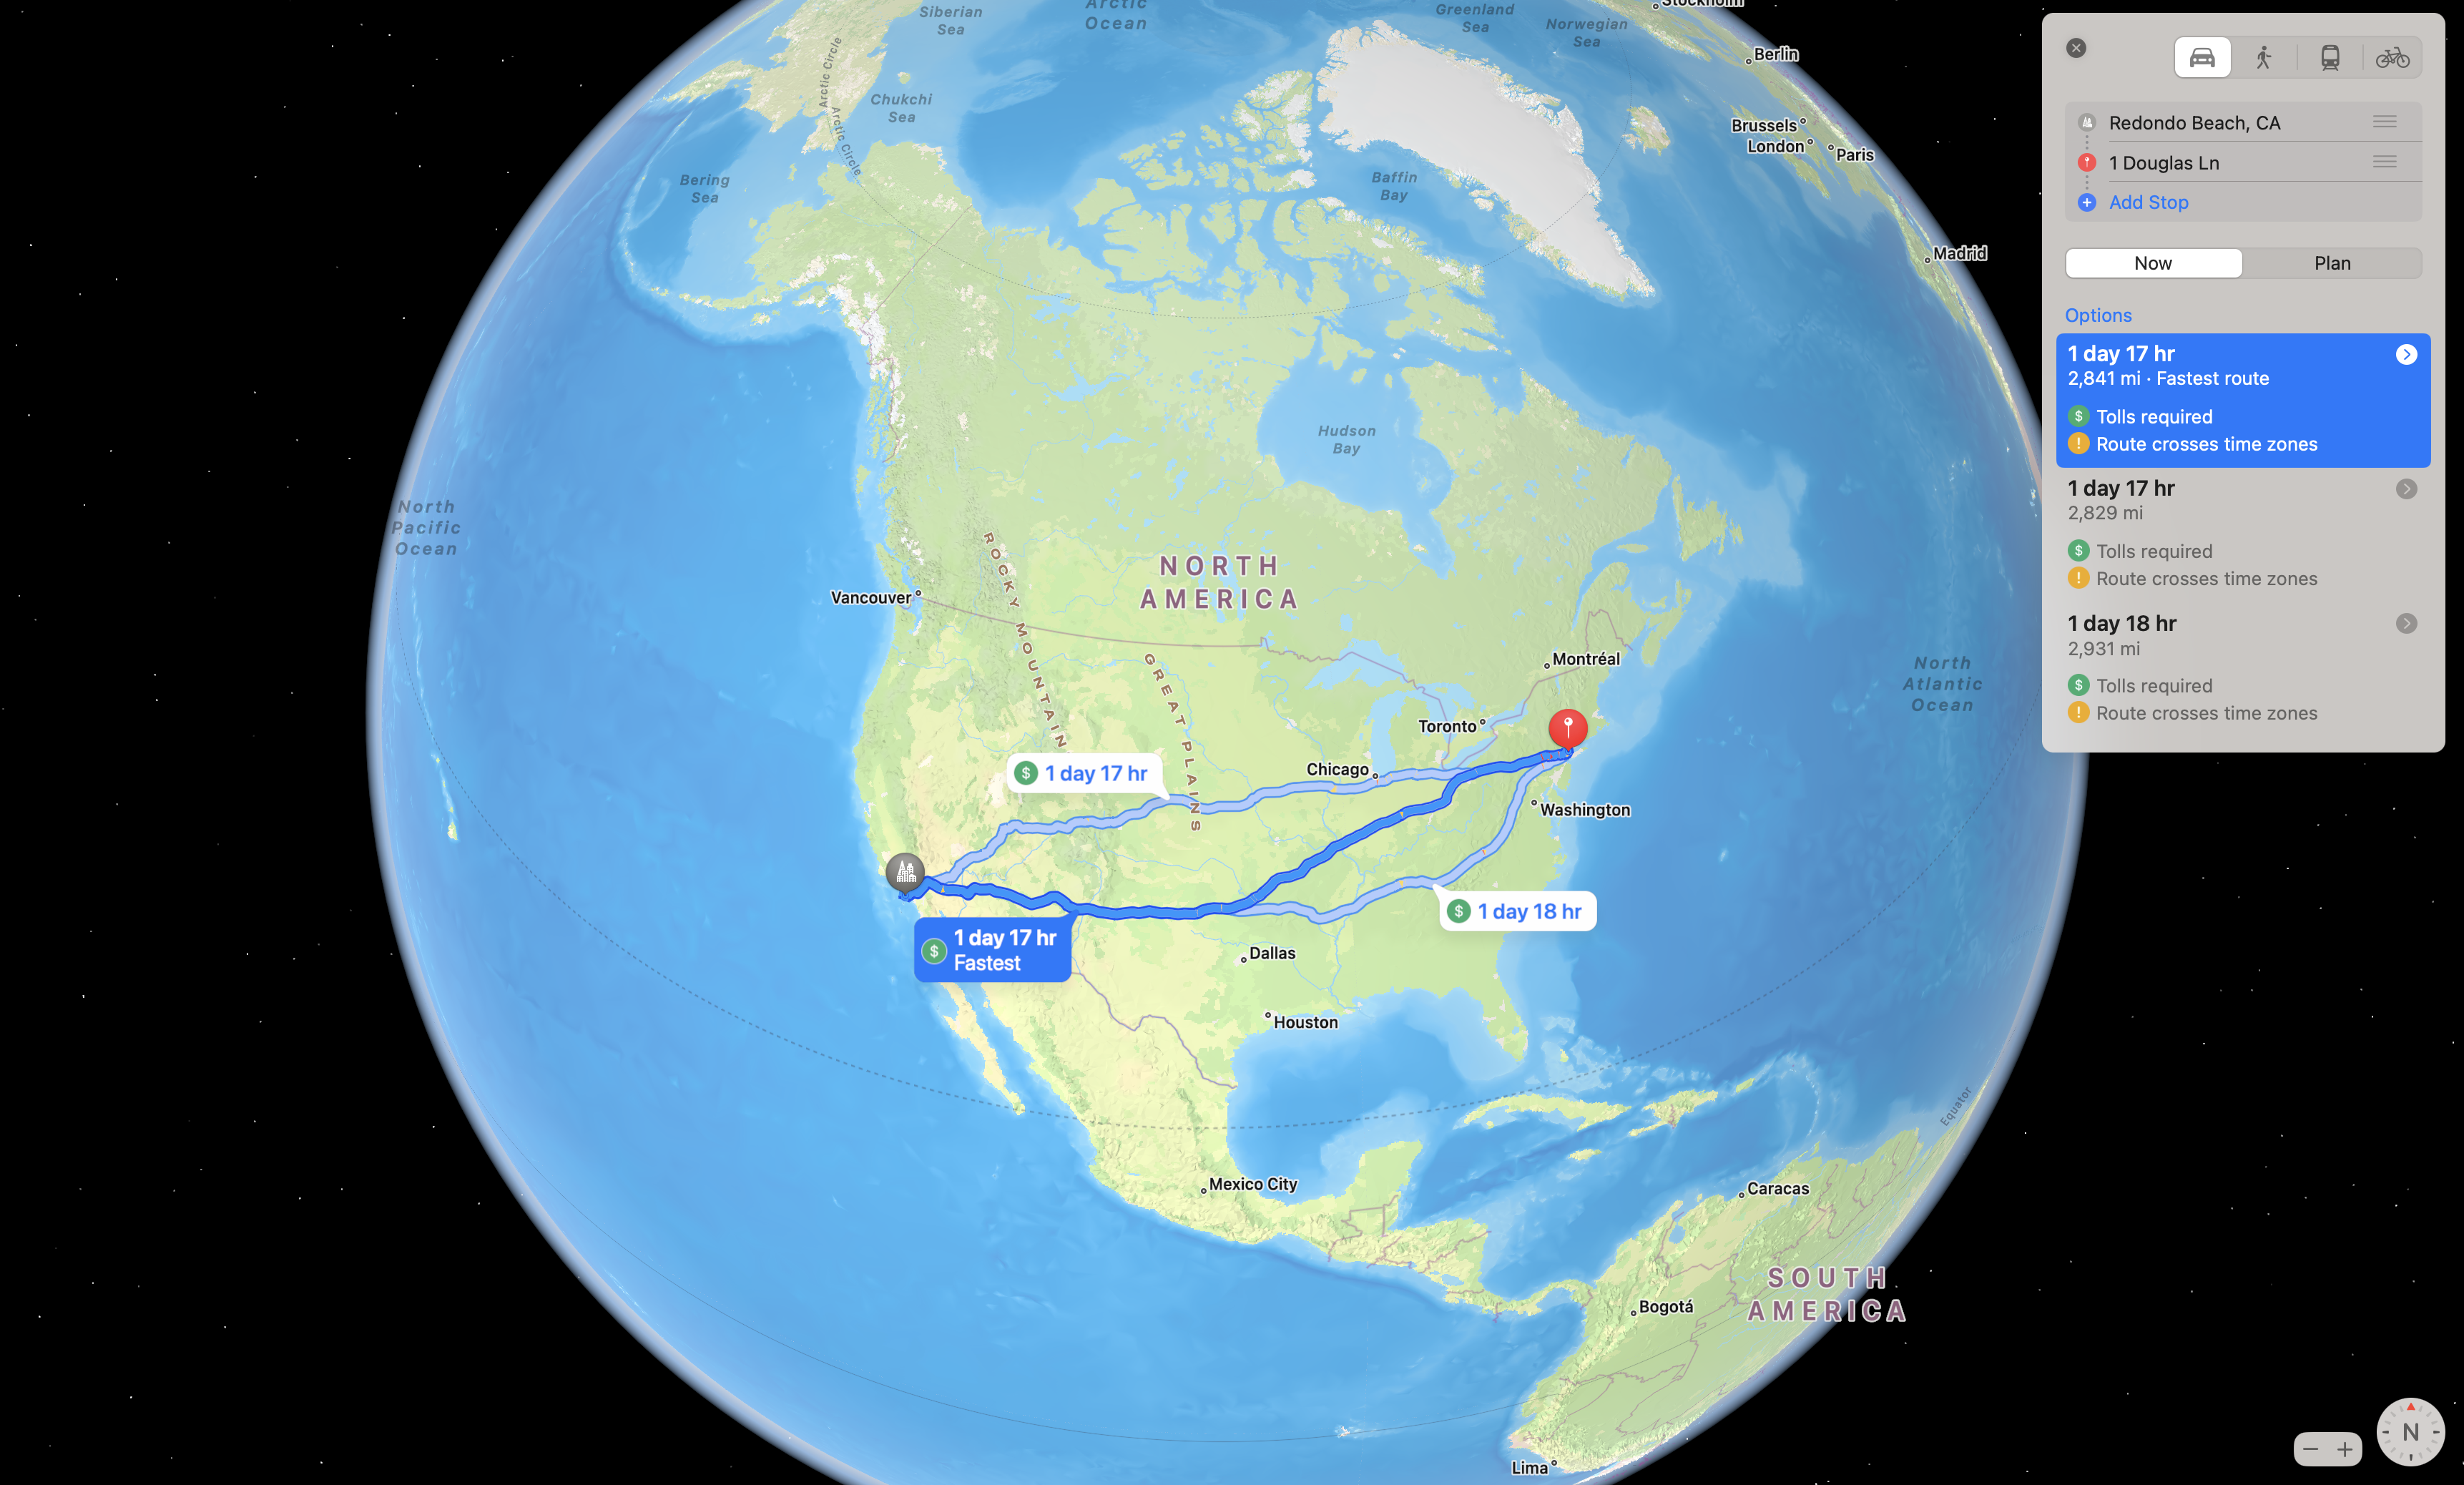 Siberian
Sea
Arctic
Ocean
Greenland
Sea
Norwegian
Sea
Stockholm
Berlin
Arctic Circle
Arctic Circle
Chukchi
Sea
Bering
Sea
Baffin
Bay
Brussels
London
Paris
Madrid
Hudson
Bay
North
Pacific
Ocean
ROCKY MOUNTAIN
NORTH
AMERICA
Vancouver
GREAT PLAINS
Montréal
North
Atlantic
Ocean
Toronto
Chicago
$ 1 day 17 hr
Washington
$ 1 day 18 hr
$ 1 day 17 hr
Fastest
Dallas
Houston
Equator
Mexico City
Caracas
SOUTH
AMERICA
Bogotá
Lima
Redondo Beach, CA
1 Douglas Ln
Add Stop
Now Plan
Options
1 day 17 hr
2,841 mi · Fastest route
$ Tolls required
! Route crosses time zones
1 day 17 hr
2,829 mi
$ Tolls required
! Route crosses time zones
1 day 18 hr
2,931 mi
$ Tolls required
! Route crosses time zones
N